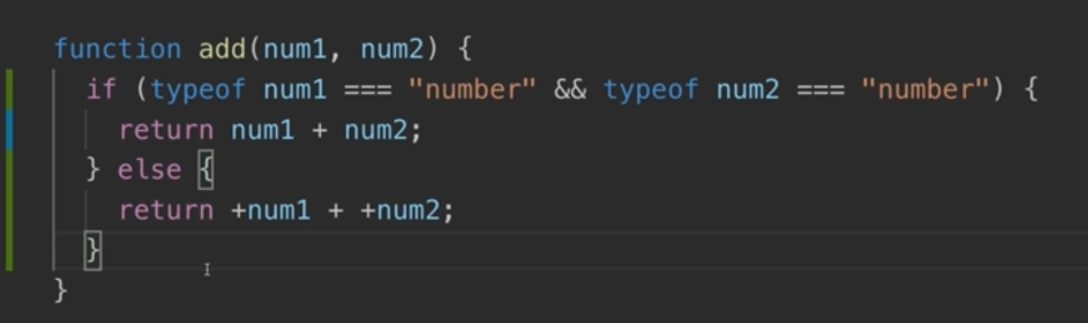 function add(num1, num2) {
  if (typeof num1 === "number" && typeof num2 === "number") {
    return num1 + num2;
  } else {
    return +num1 + +num2;
  }
}